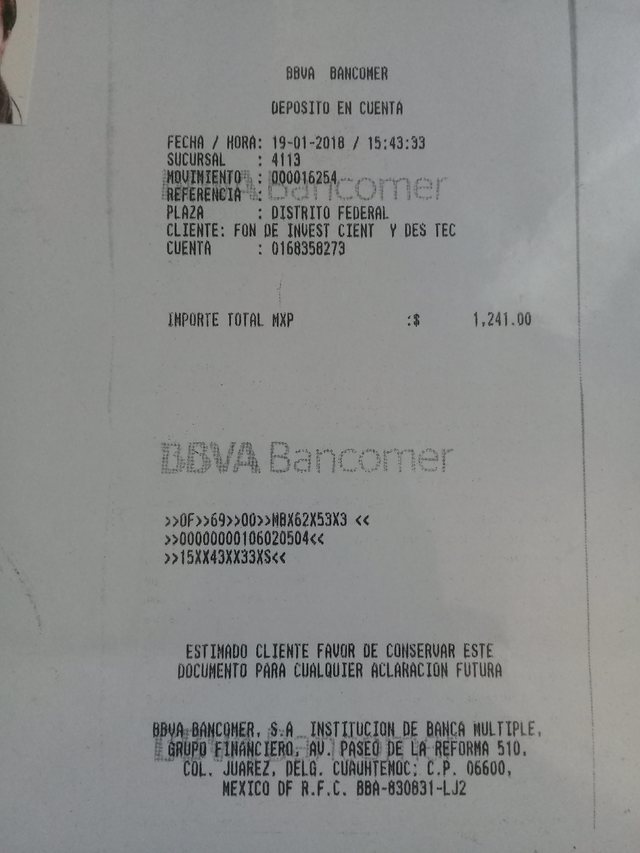 BBVA BANCOMER
DEPOSITO EN CUENTA
FECHA / HORA: 19-01-2018 / 15:43:33
SUCURSAL : 4113
MOVIMIENTO : 000016254
REFERENCIA :
BBVA Bancomer
PLAZA : DISTRITO FEDERAL
CLIENTE: FON DE INVEST CIENT Y DES TEC
CUENTA : 0168358273
IMPORTE TOTAL MXP :$ 1,241.00
BBVA Bancomer
>>0F>>69>>00>>MBX62X53X3 <<
>>00000000106020504<<
>>15XX43XX33XS<<
ESTIMADO CLIENTE FAVOR DE CONSERVAR ESTE
DOCUMENTO PARA CUALQUIER ACLARACION FUTURA
BBVA BANCOMER, S.A INSTITUCION DE BANCA MULTIPLE,
GRUPO FINANCIERO, AV. PASEO DE LA REFORMA 510,
COL. JUAREZ, DELG. CUAUHTEMOC; C.P. 06600,
MEXICO DF R.F.C. BBA-830831-LJ2